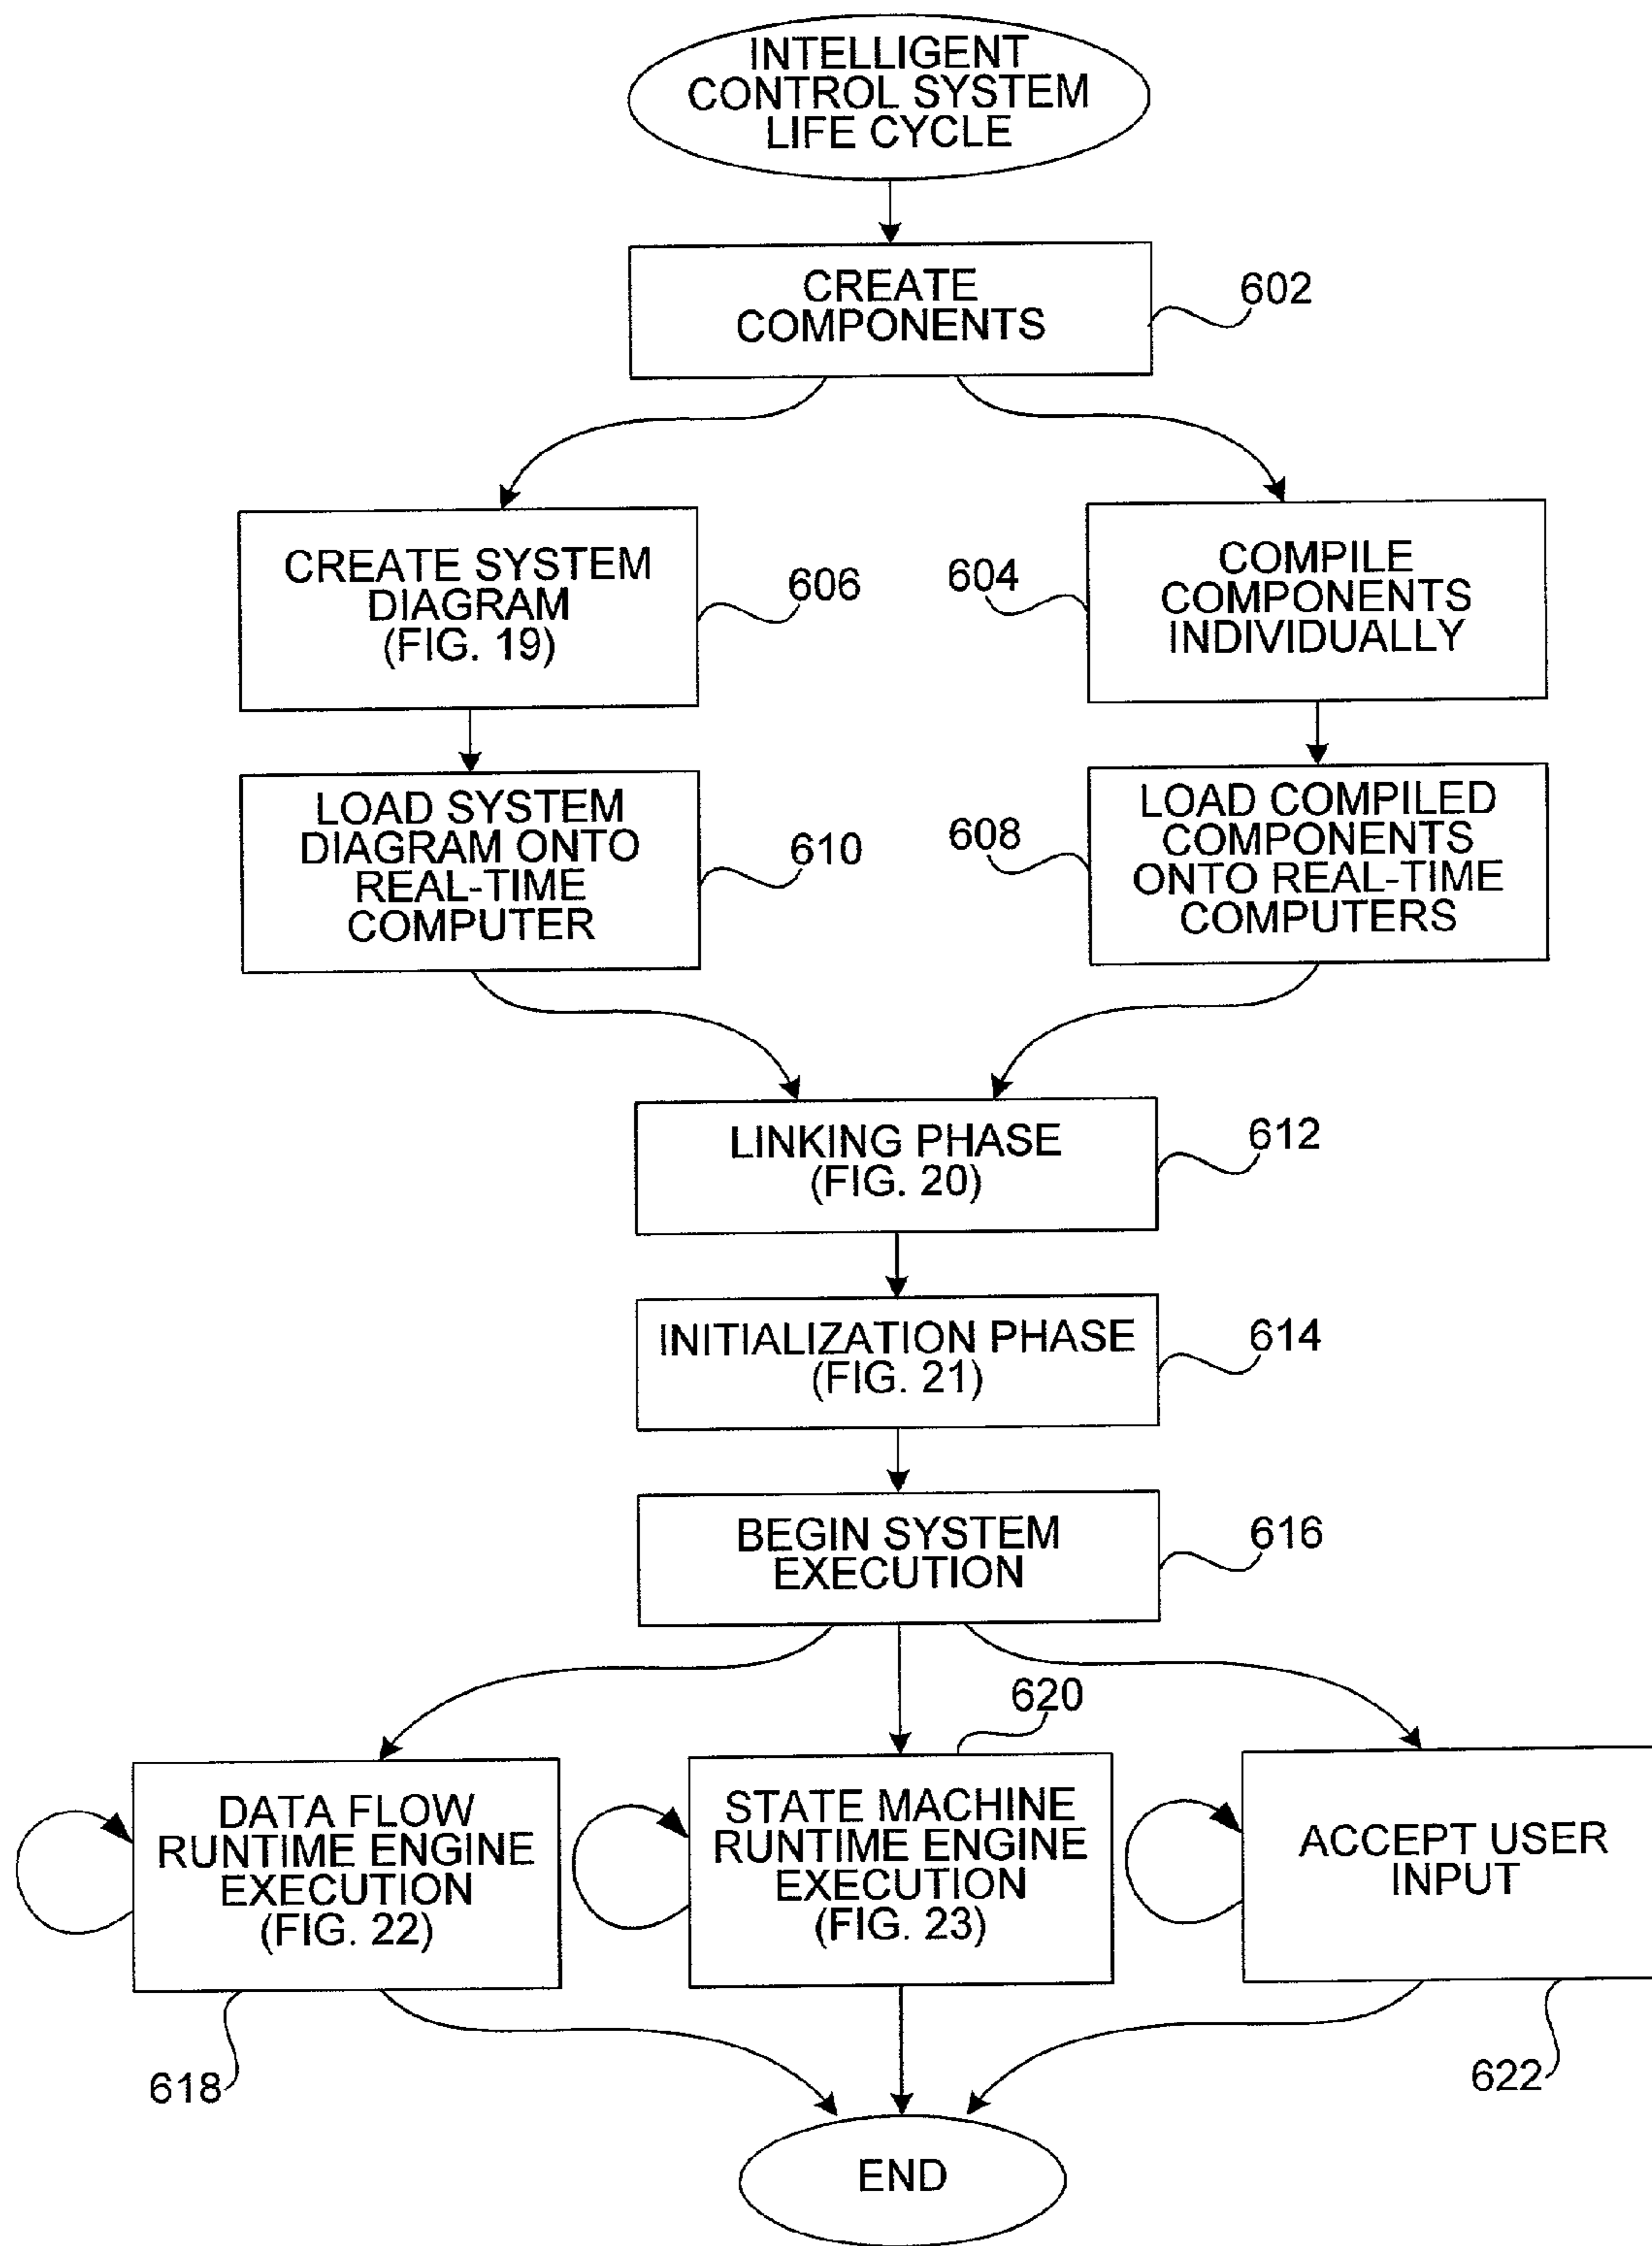 INTELLIGENT
CONTROL SYSTEM
LIFE CYCLE
CREATE
COMPONENTS
602
CREATE SYSTEM
DIAGRAM
(FIG. 19)
606
604
COMPILE
COMPONENTS
INDIVIDUALLY
LOAD SYSTEM
DIAGRAM ONTO
REAL-TIME
COMPUTER
610
608
LOAD COMPILED
COMPONENTS
ONTO REAL-TIME
COMPUTERS
LINKING PHASE
(FIG. 20)
612
INITIALIZATION PHASE
(FIG. 21)
614
BEGIN SYSTEM
EXECUTION
616
620
DATA FLOW
RUNTIME ENGINE
EXECUTION
(FIG. 22)
STATE MACHINE
RUNTIME ENGINE
EXECUTION
(FIG. 23)
ACCEPT USER
INPUT
618
622
END